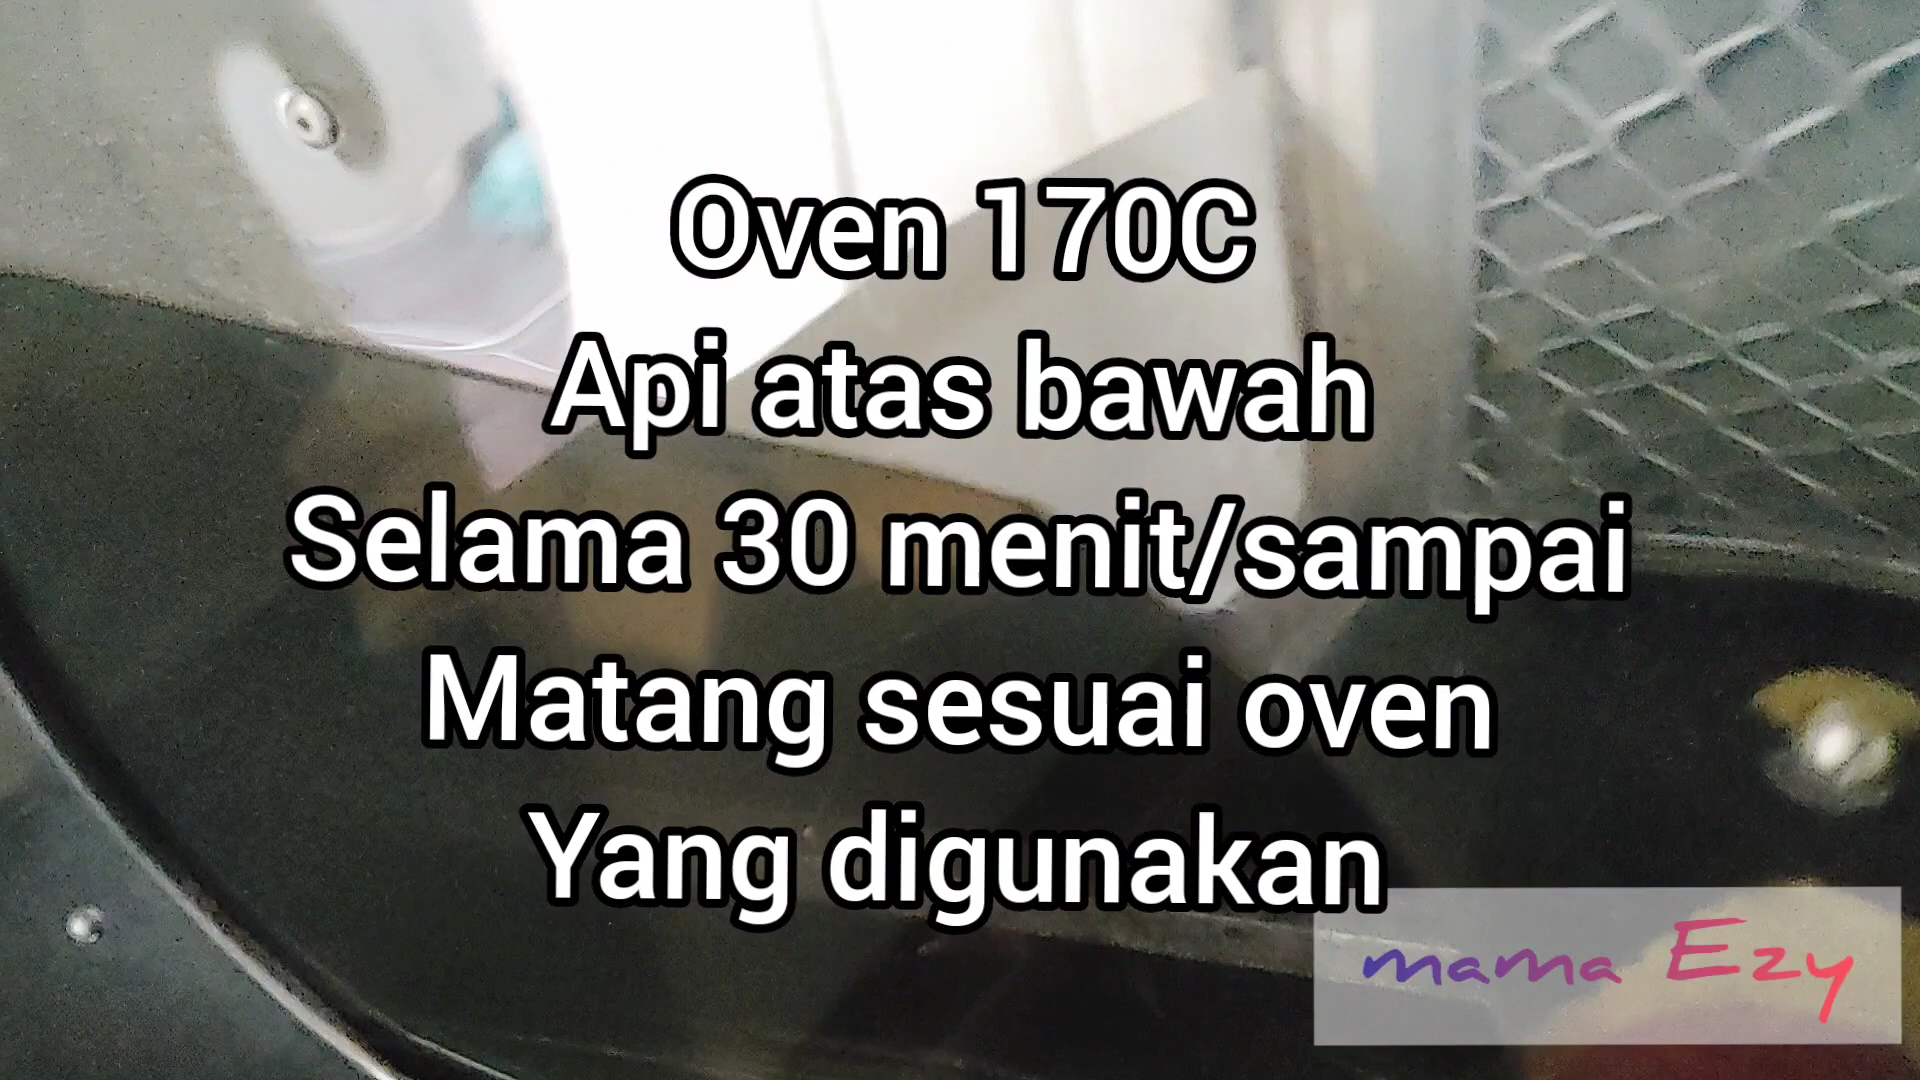 Oven 170C
Api atas bawah
Selama 30 menit/sampai
Matang sesuai oven
Yang digunakan
mama Ezy